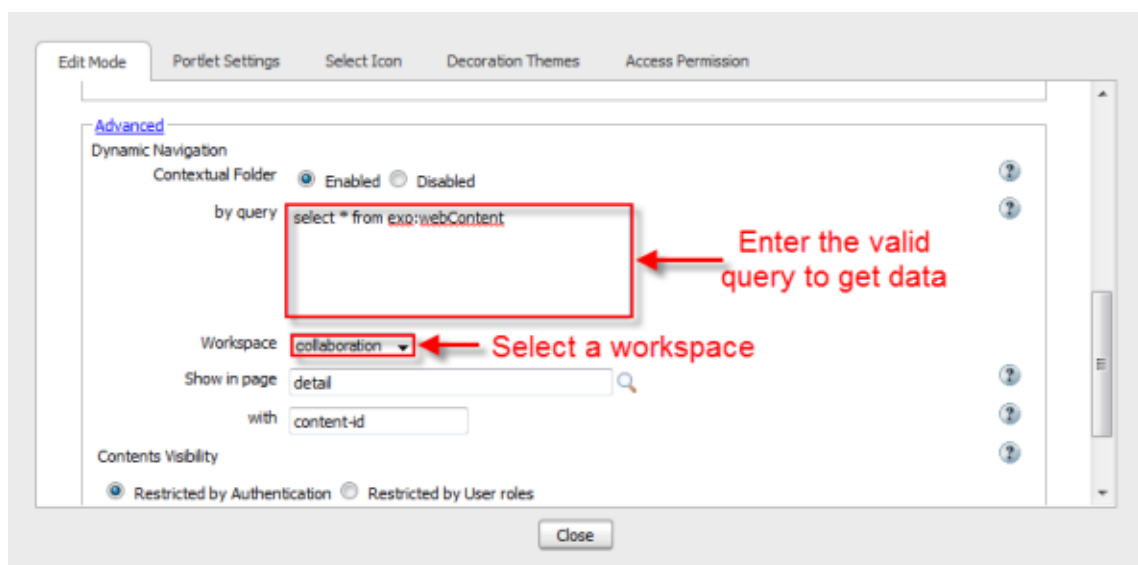 Edit Mode Portlet Settings Select Icon Decoration Themes Access Permission
Advanced
Dynamic Navigation
Contextual Folder Enabled Disabled
by query select * from exo:webContent
Enter the valid
query to get data
Workspace collaboration Select a workspace
Show in page detail
with content-id
Contents Visibility
Restricted by Authentication Restricted by User roles
Close